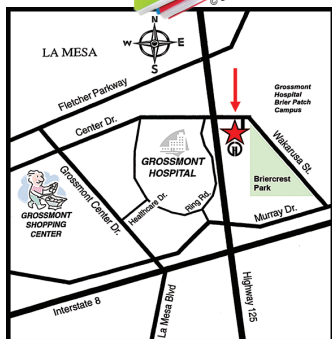 ©
N
W E
S
LA MESA
Fletcher Parkway
Center Dr.
Grossmont
Hospital
Brier Patch
Campus
GROSSMONT
HOSPITAL
H
Wakarusa St.
Briercrest
Park
Grossmont Center Dr.
GROSSMONT
SHOPPING
CENTER
Healthcare Dr.
Ring Rd.
Murray Dr.
Interstate 8
La Mesa Blvd
Highway 125